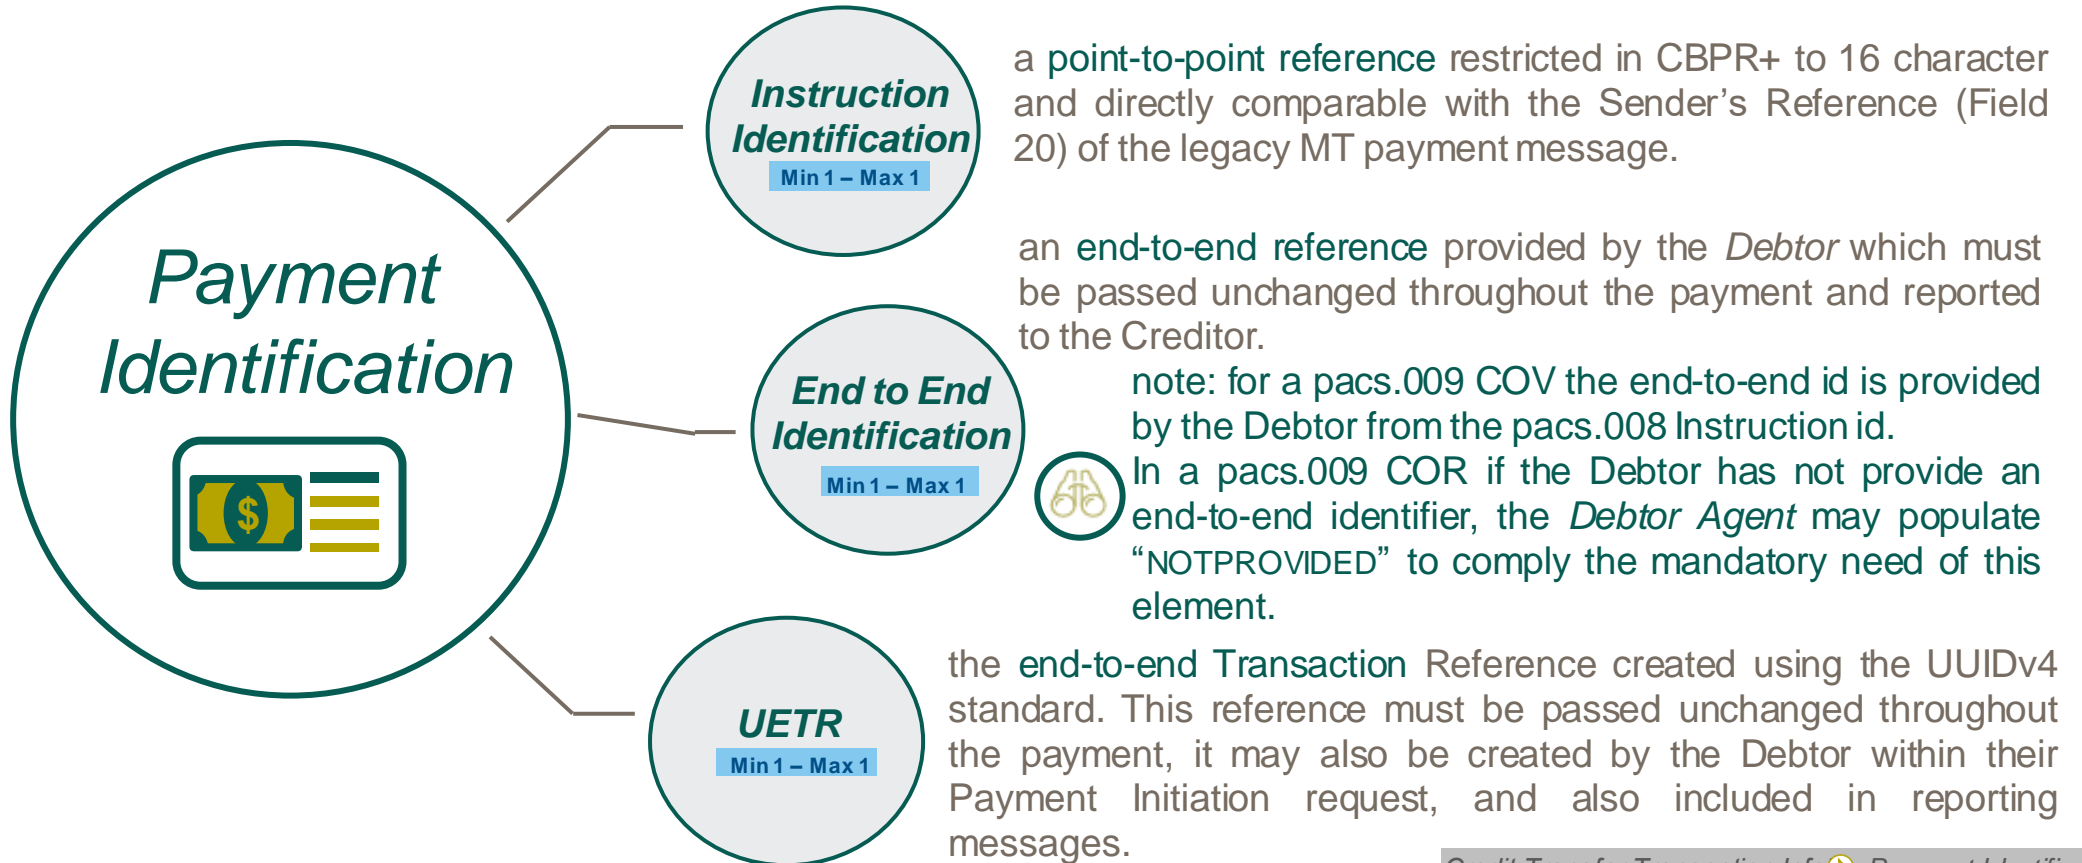 Payment
Identification
$
Instruction
Identification
Min 1 – Max 1
a point-to-point reference restricted in CBPR+ to 16 character
and directly comparable with the Sender's Reference (Field
20) of the legacy MT payment message.
End to End
Identification
Min 1 – Max 1
an end-to-end reference provided by the Debtor which must
be passed unchanged throughout the payment and reported
to the Creditor.
note: for a pacs.009 COV the end-to-end id is provided
by the Debtor from the pacs.008 Instruction id.
In a pacs.009 COR if the Debtor has not provide an
end-to-end identifier, the Debtor Agent may populate
“NOTPROVIDED” to comply the mandatory need of this
element.
UETR
Min 1 – Max 1
the end-to-end Transaction Reference created using the UUIDv4
standard. This reference must be passed unchanged throughout
the payment, it may also be created by the Debtor within their
Payment Initiation request, and also included in reporting
messages.
Credit Transfer Transaction Payment